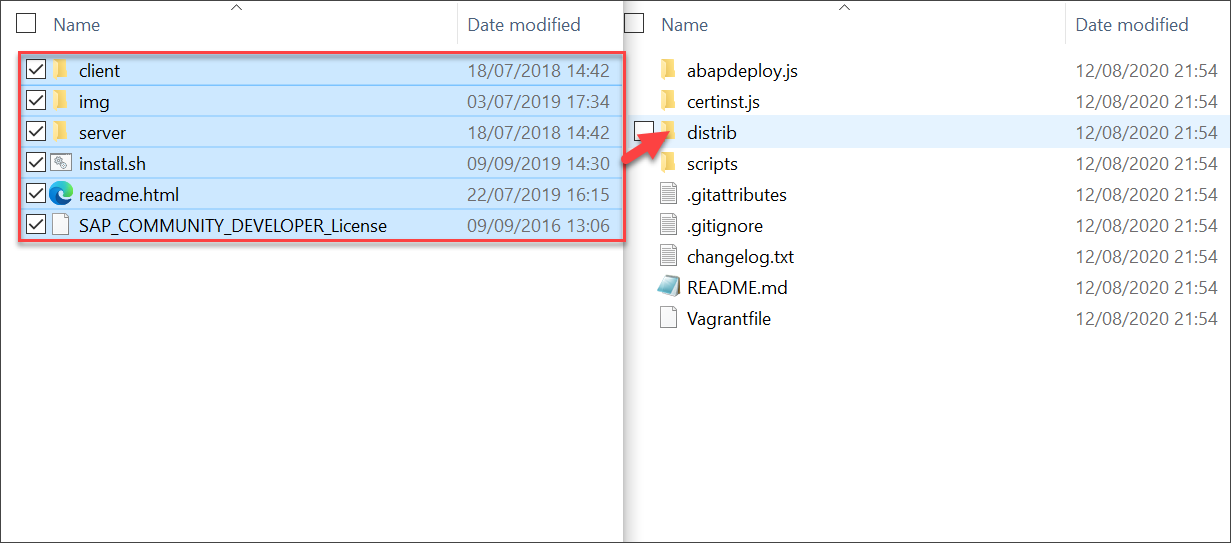 Name Date modified
client 18/07/2018 14:42
img 03/07/2019 17:34
server 18/07/2018 14:42
install.sh 09/09/2019 14:30
readme.html 22/07/2019 16:15
SAP_COMMUNITY_DEVELOPER_License 09/09/2016 13:06
Name Date modified
abapdeploy.js 12/08/2020 21:54
certinst.js 12/08/2020 21:54
distrib 12/08/2020 21:54
scripts 12/08/2020 21:54
.gitattributes 12/08/2020 21:54
.gitignore 12/08/2020 21:54
changelog.txt 12/08/2020 21:54
README.md 12/08/2020 21:54
Vagrantfile 12/08/2020 21:54